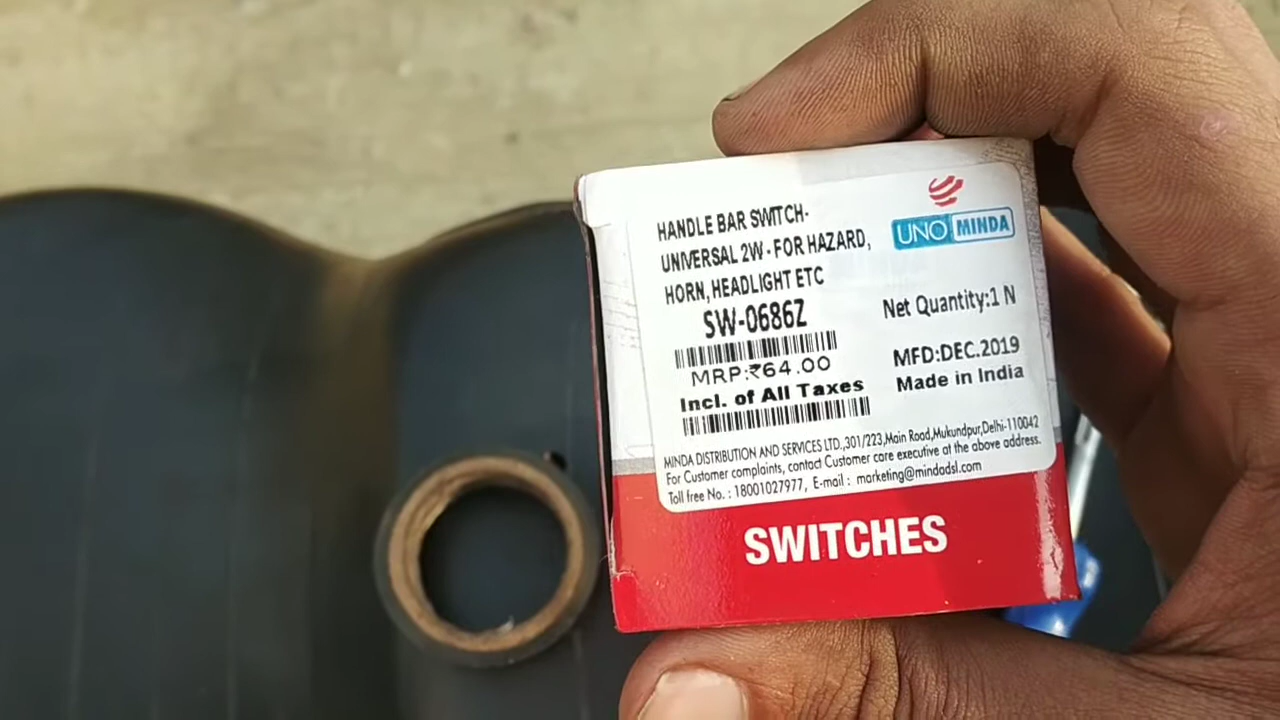 HANDLE BAR SWITCH-
UNIVERSAL 2W - FOR HAZARD,
HORN, HEADLIGHT ETC
SW-0686Z
MRP:₹64.00
Incl. of All Taxes
UNO MINDA
Net Quantity:1 N
MFD:DEC.2019
Made in India
MINDA DISTRIBUTION AND SERVICES LTD.,301/223,Main Road,Mukundpur,Delhi-110042
For Customer complaints, contact Customer care executive at the above address.
Toll free No. : 18001027977, E-mail : marketing@mindadsl.com
SWITCHES